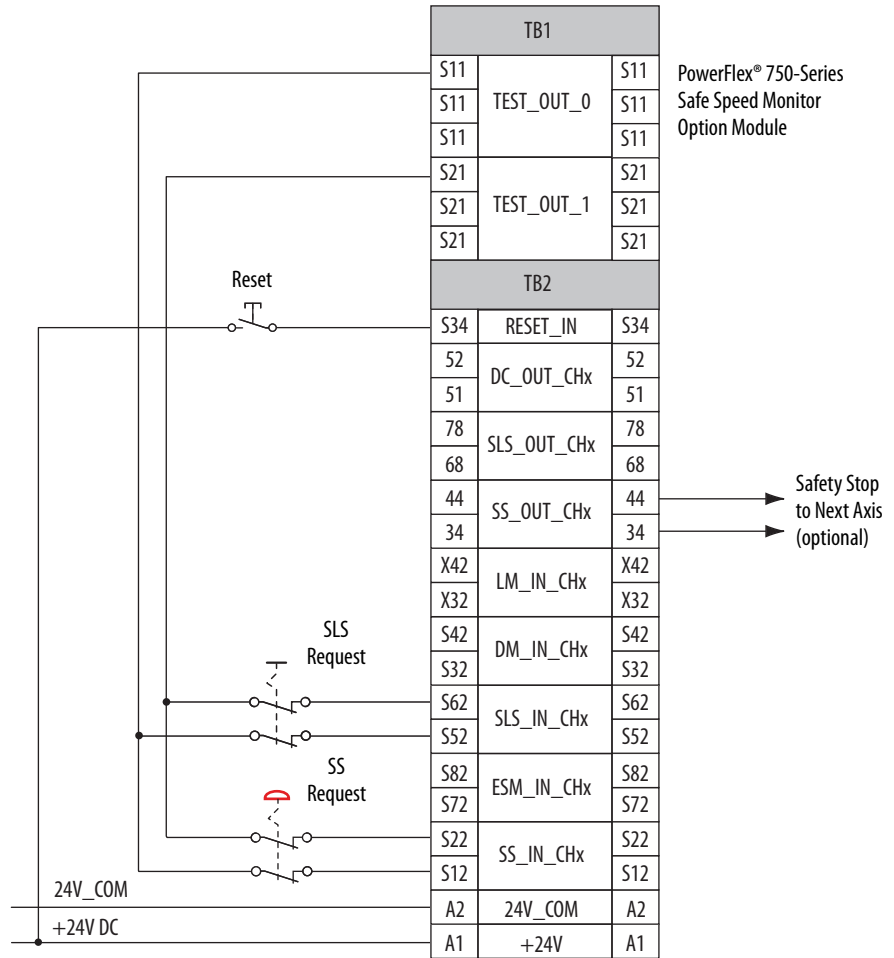 TB1
S11 TEST_OUT_0 S11
S11 S11
S11 S11
S21 TEST_OUT_1 S21
S21 S21
S21 S21
PowerFlex® 750-Series
Safe Speed Monitor
Option Module
TB2
Reset
S34 RESET_IN S34
52 DC_OUT_CHx 52
51 51
78 SLS_OUT_CHx 78
68 68
44 SS_OUT_CHx 44
34 34
Safety Stop
to Next Axis
(optional)
X42 LM_IN_CHx X42
X32 X32
S42 DM_IN_CHx S42
S32 S32
SLS
Request
S62 SLS_IN_CHx S62
S52 S52
SS
Request
S82 ESM_IN_CHx S82
S72 S72
S22 SS_IN_CHx S22
S12 S12
24V_COM
A2 24V_COM A2
+24V DC
A1 +24V A1